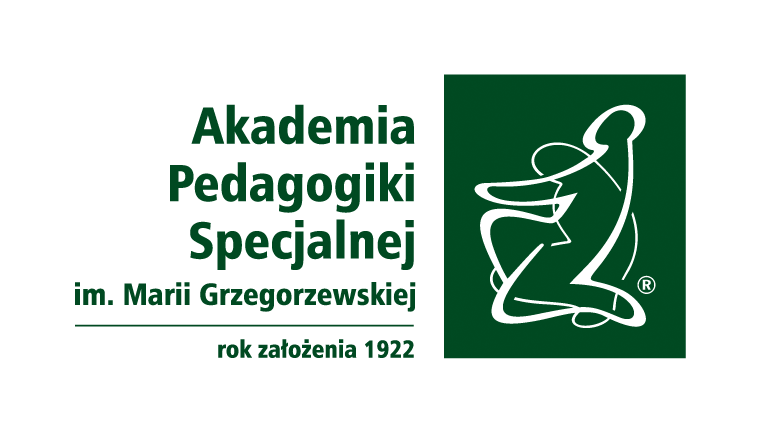 Akademia
Pedagogiki
Specjalnej
im. Marii Grzegorzewskiej
rok założenia 1922
®